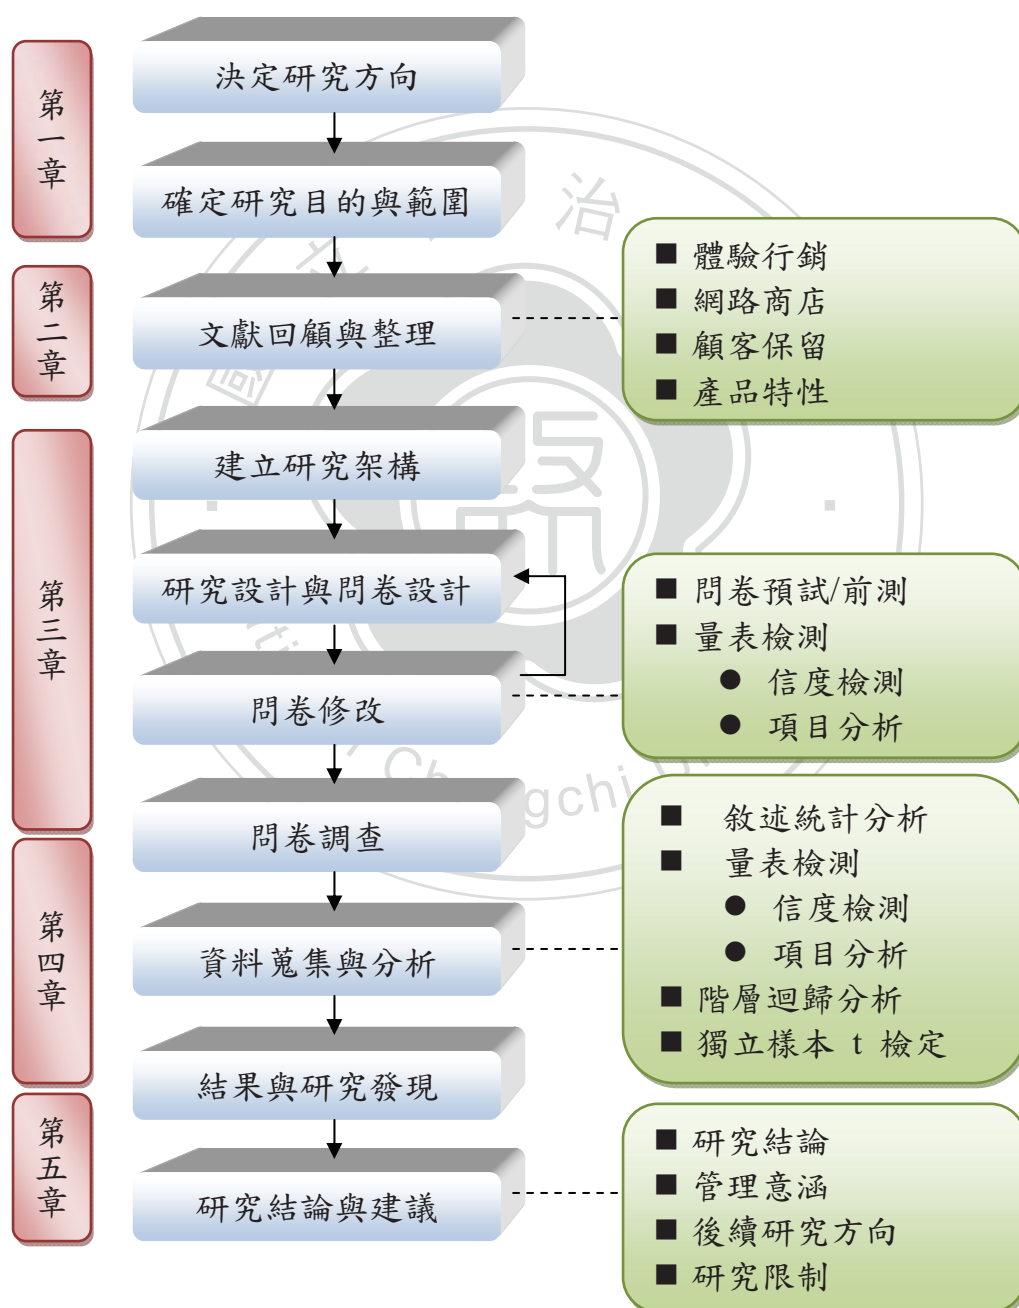 第一章
決定研究方向
確定研究目的與範圍
第二章
文獻回顧與整理
■ 體驗行銷
■ 網路商店
■ 顧客保留
■ 產品特性
第三章
建立研究架構
研究設計與問卷設計
問卷修改
■ 問卷預試/前測
■ 量表檢測
● 信度檢測
● 項目分析
問卷調查
第四章
資料蒐集與分析
■ 敘述統計分析
■ 量表檢測
● 信度檢測
● 項目分析
■ 階層迴歸分析
■ 獨立樣本 t 檢定
結果與研究發現
第五章
研究結論與建議
■ 研究結論
■ 管理意涵
■ 後續研究方向
■ 研究限制
治